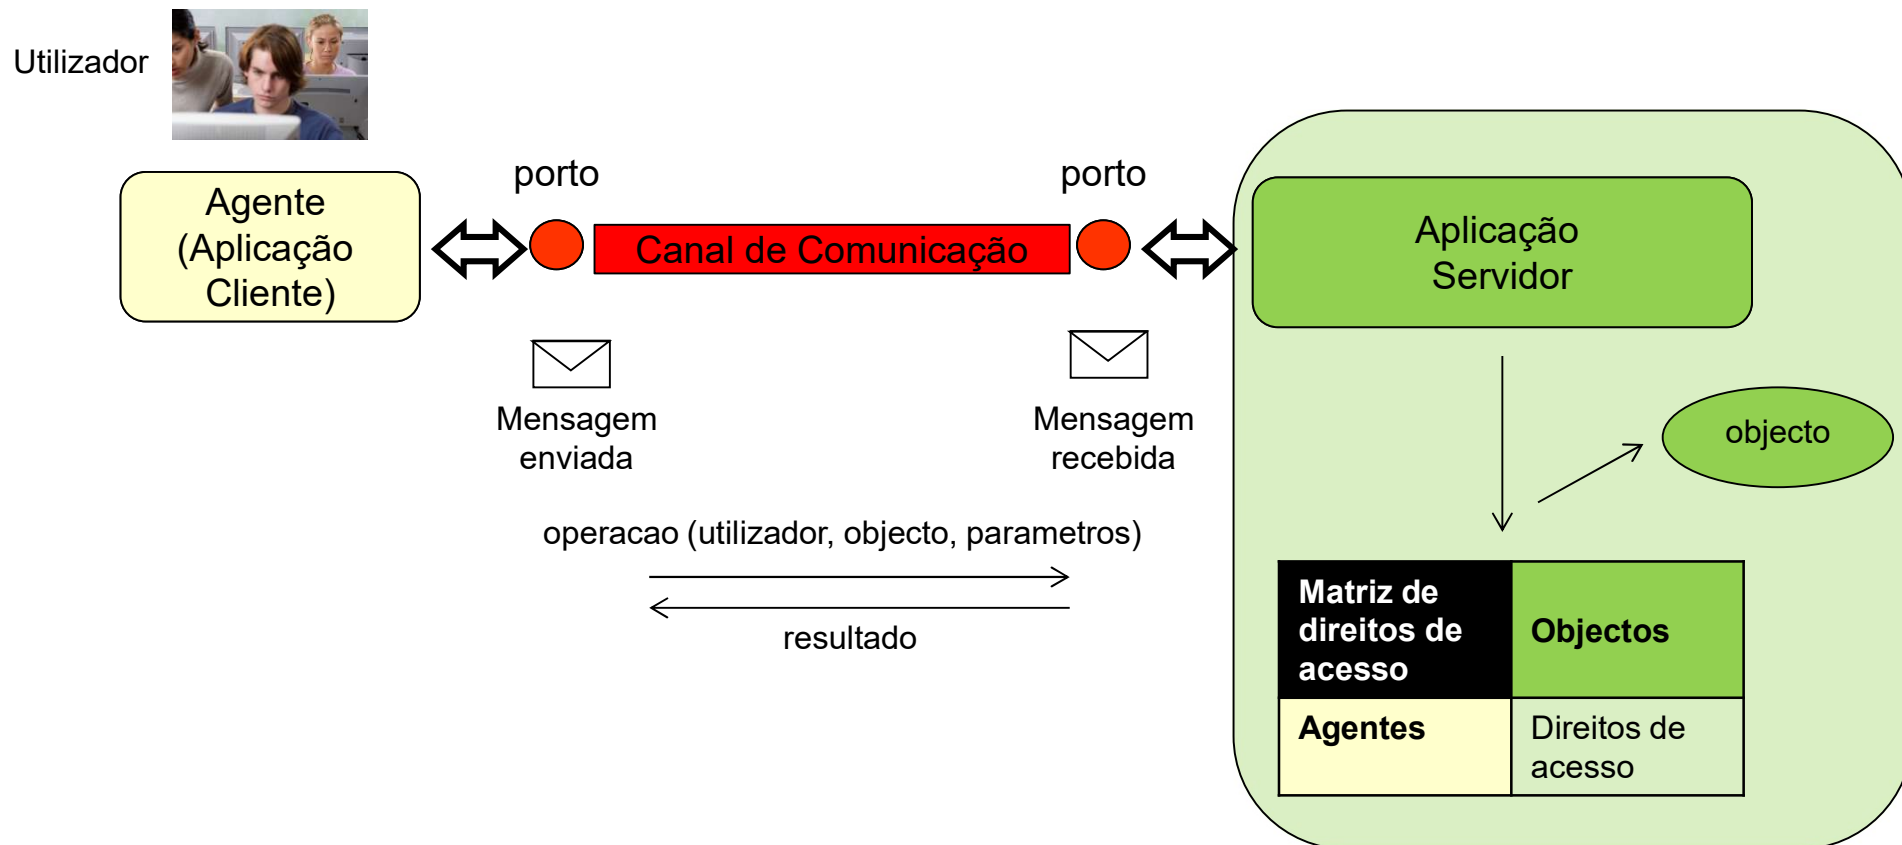 Utilizador
Agente
(Aplicação
Cliente)
porto
Canal de Comunicação
porto
Aplicação
Servidor
Mensagem
enviada
Mensagem
recebida
objecto
operacao (utilizador, objecto, parametros)
resultado
Matriz de
direitos de
acesso
Objectos
Agentes
Direitos de
acesso